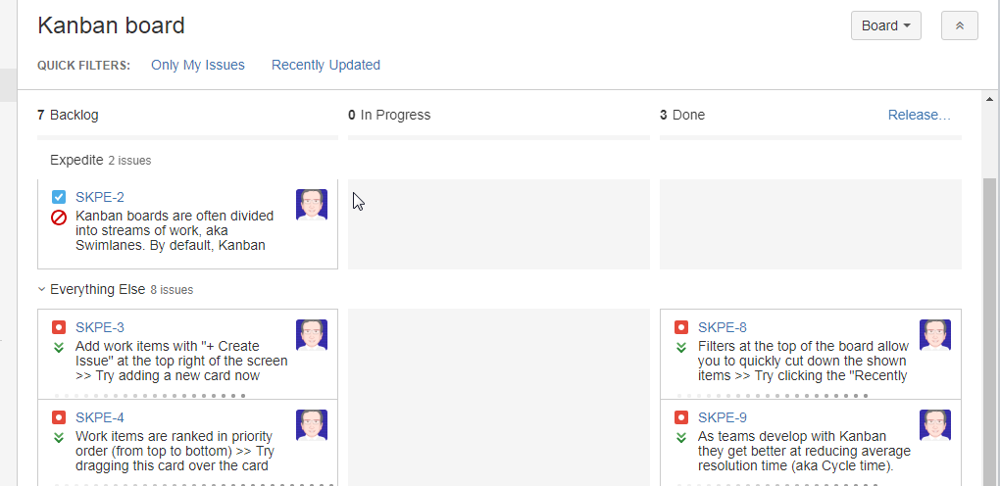 Kanban board
Board
QUICK FILTERS: Only My Issues Recently Updated
7 Backlog
0 In Progress
3 Done
Release…
Expedite 2 issues
SKPE-2
Kanban boards are often divided
into streams of work, aka
Swimlanes. By default, Kanban
Everything Else 8 issues
SKPE-3
Add work items with "+ Create
Issue" at the top right of the screen
>> Try adding a new card now
SKPE-8
Filters at the top of the board allow
you to quickly cut down the shown
items >> Try clicking the "Recently
SKPE-4
Work items are ranked in priority
order (from top to bottom) >> Try
dragging this card over the card
SKPE-9
As teams develop with Kanban
they get better at reducing average
resolution time (aka Cycle time).